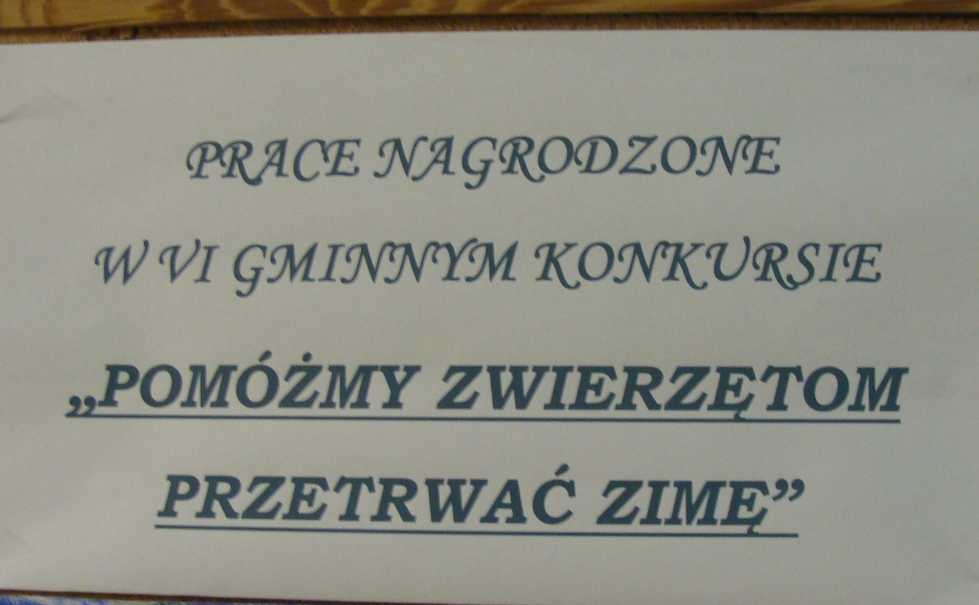 PRACE NAGRODZONE
W VI GMINNYM KONKURSIE
„POMÓŻMY ZWIERZĘTOM
PRZETRWAĆ ZIMĘ”